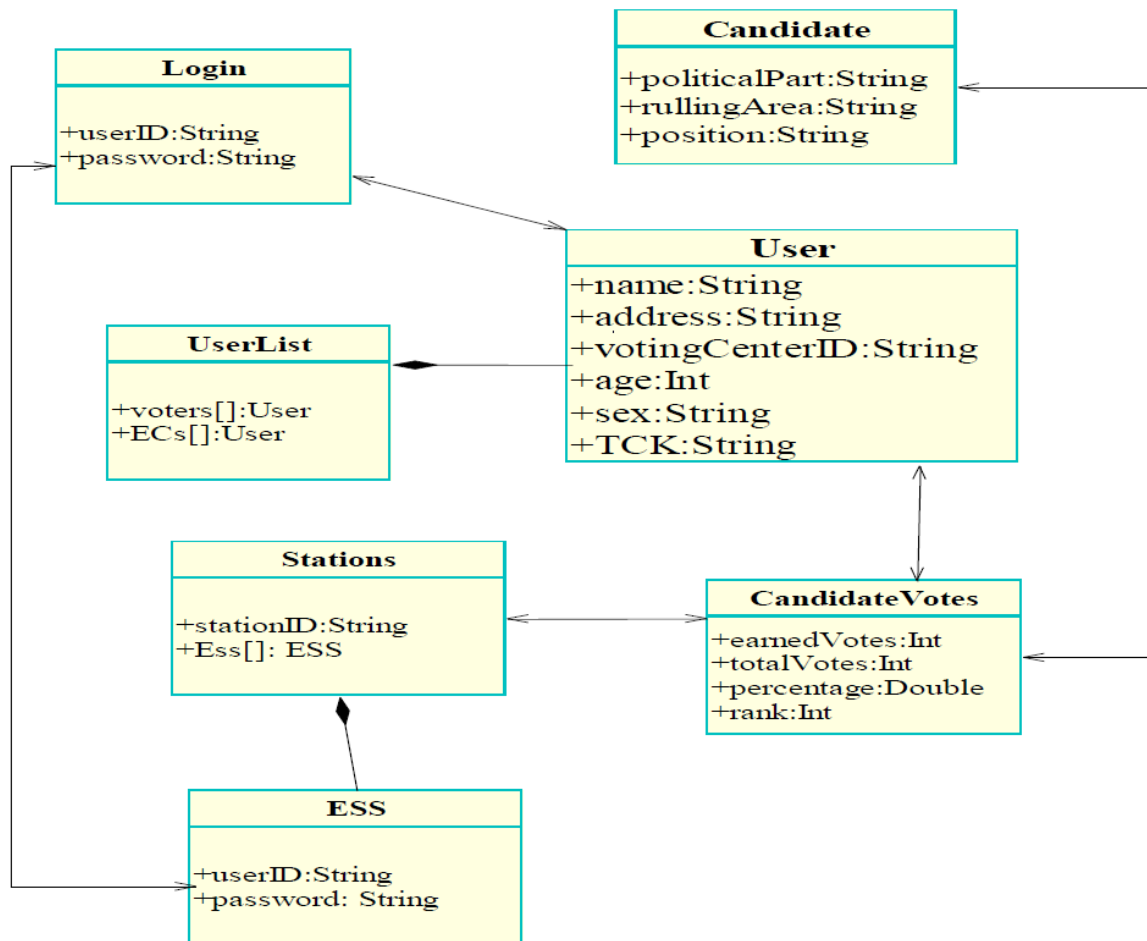 Candidate
+politicalPart:String
+rullingArea:String
+position:String
Login
+userID:String
+password:String
User
+name:String
+address:String
+votingCenterID:String
+age:Int
+sex:String
+TCK:String
UserList
+voters[]:User
+ECs[]:User
Stations
+stationID:String
+Ess[]: ESS
CandidateVotes
+earnedVotes:Int
+totalVotes:Int
+percentage:Double
+rank:Int
ESS
+userID:String
+password: String